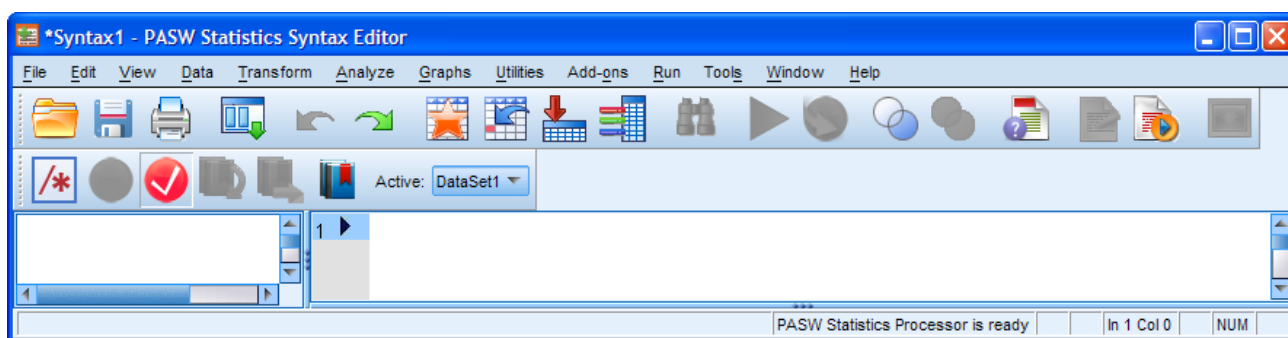 *Syntax1 - PASW Statistics Syntax Editor
File Edit View Data Transform Analyze Graphs Utilities Add-ons Run Tools Window Help
Active: DataSet1
1
PASW Statistics Processor is ready In 1 Col 0 NUM